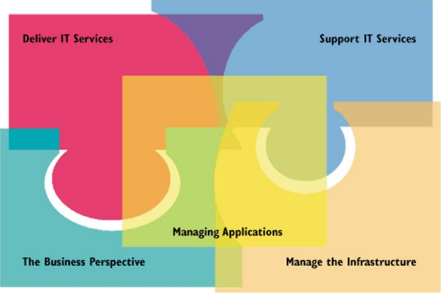 Deliver IT Services
Support IT Services
Managing Applications
The Business Perspective
Manage the Infrastructure